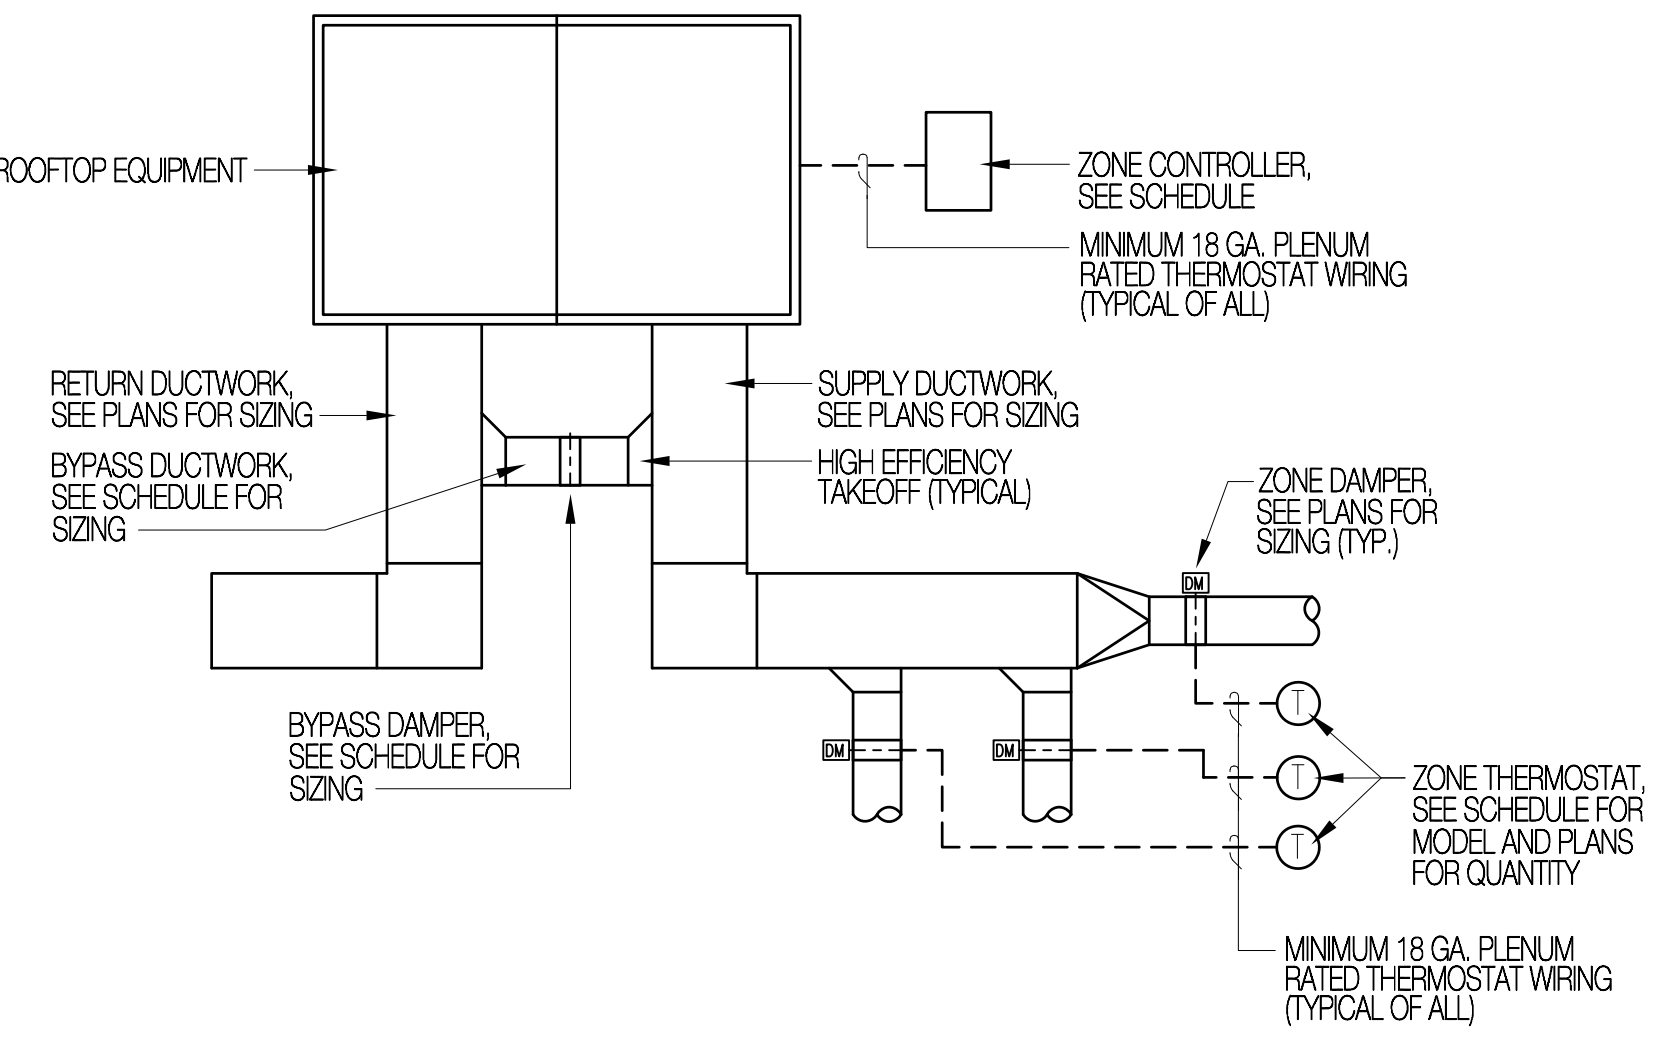 ROOFTOP EQUIPMENT
ZONE CONTROLLER,
SEE SCHEDULE
MINIMUM 18 GA. PLENUM
RATED THERMOSTAT WIRING
(TYPICAL OF ALL)
RETURN DUCTWORK,
SEE PLANS FOR SIZING
SUPPLY DUCTWORK,
SEE PLANS FOR SIZING
BYPASS DUCTWORK,
SEE SCHEDULE FOR
SIZING
HIGH EFFICIENCY
TAKEOFF (TYPICAL)
ZONE DAMPER,
SEE PLANS FOR
SIZING (TYP.)
DM
BYPASS DAMPER,
SEE SCHEDULE FOR
SIZING
DM
DM
T
T
T
ZONE THERMOSTAT,
SEE SCHEDULE FOR
MODEL AND PLANS
FOR QUANTITY
MINIMUM 18 GA. PLENUM
RATED THERMOSTAT WIRING
(TYPICAL OF ALL)